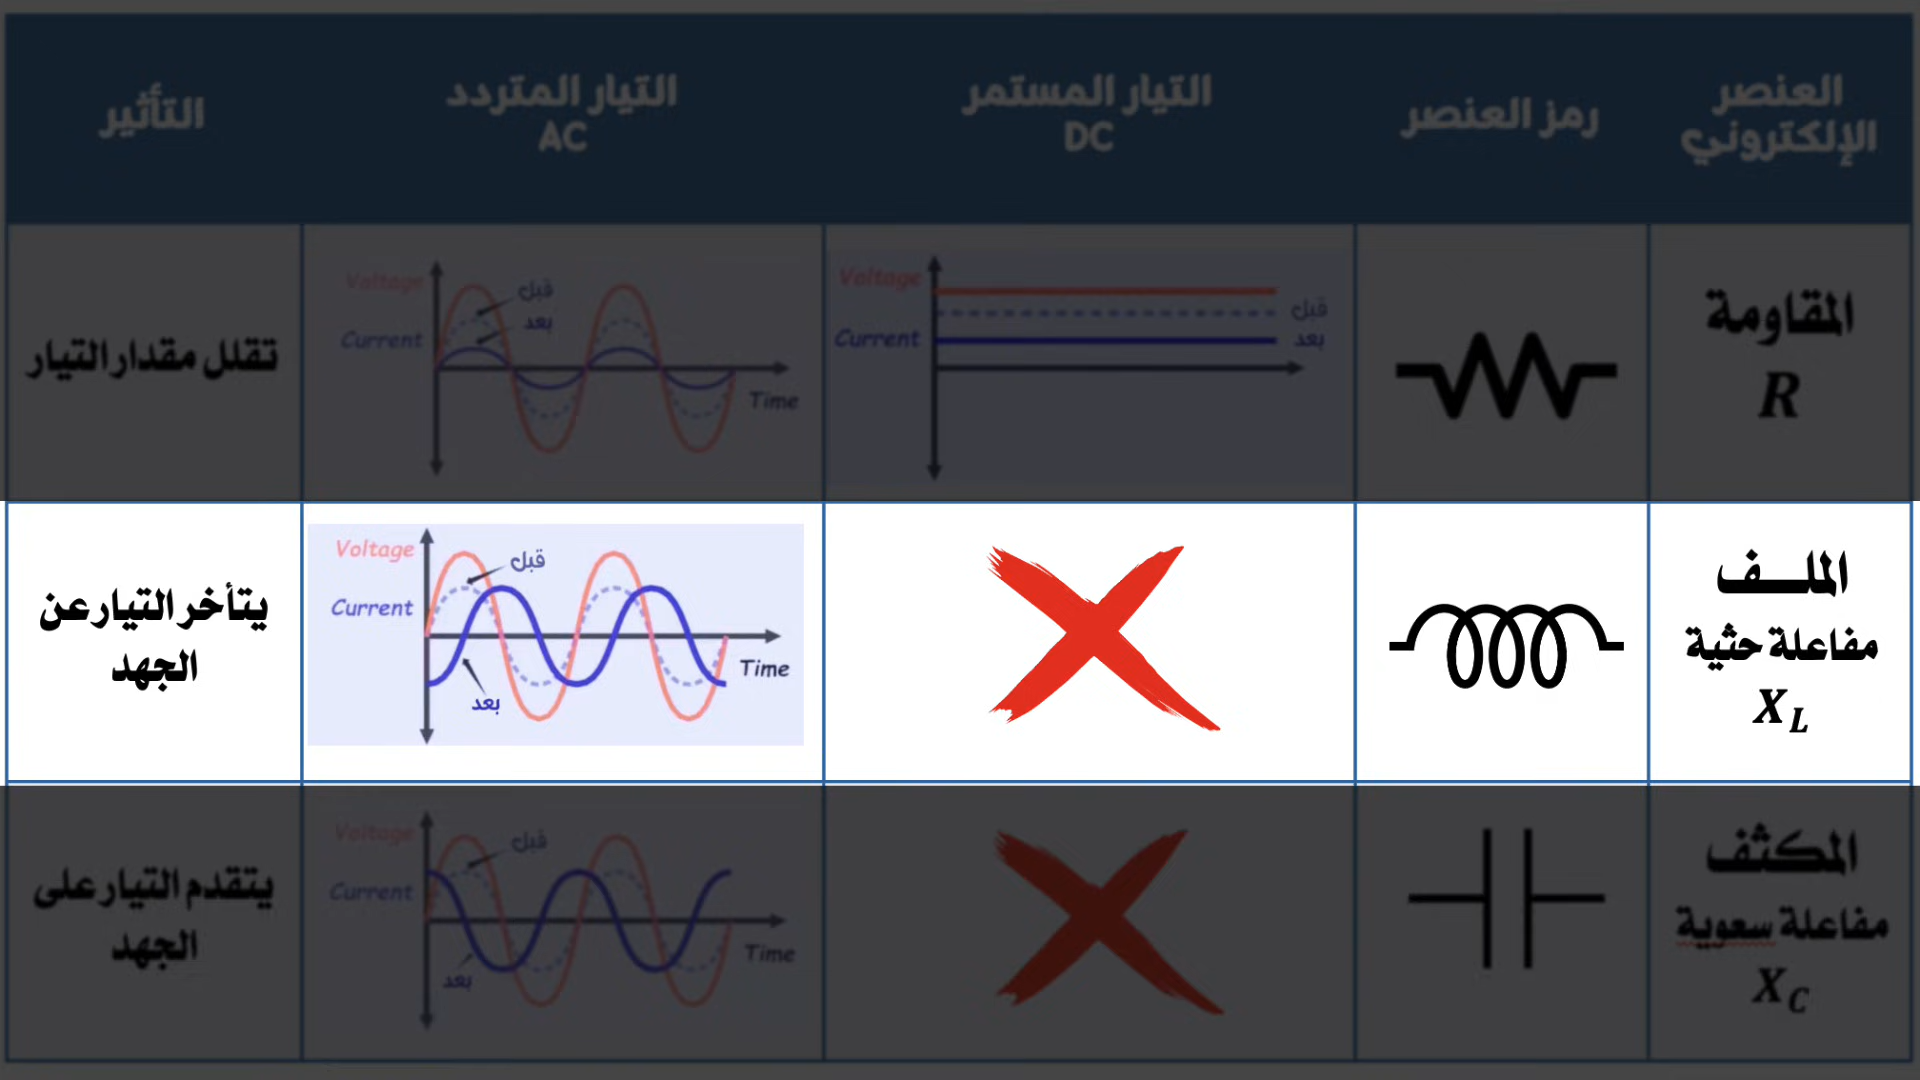 العنصر
الإلكتروني
رمز العنصر
التيار المستمر
DC
التيار المتردد
AC
التأثير
المقاومة
R
Voltage
قبل
Current
بعد
Voltage
قبل
بعد
Current
Time
تقلل مقدار التيار
الملــف
مفاعلة حثية
X_L
Voltage
قبل
Current
Time
بعد
يتأخر التيار عن
الجهد
المكثف
مفاعلة سعوية
X_C
Voltage
قبل
Current
Time
بعد
يتقدم التيار على
الجهد